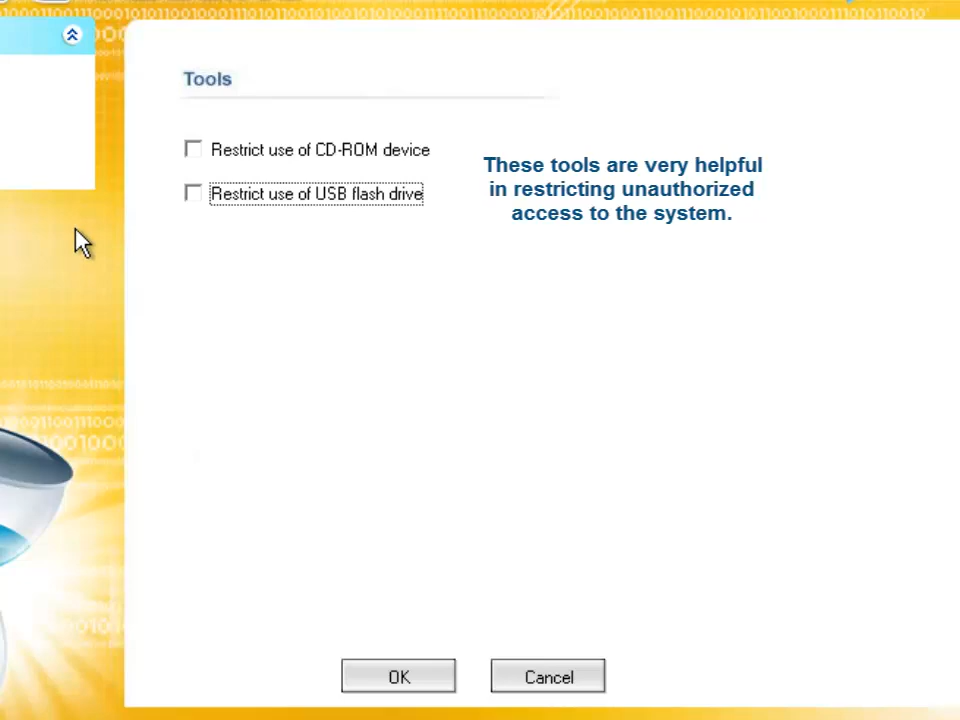 Tools
Restrict use of CD-ROM device
Restrict use of USB flash drive
These tools are very helpful
in restricting unauthorized
access to the system.
OK
Cancel